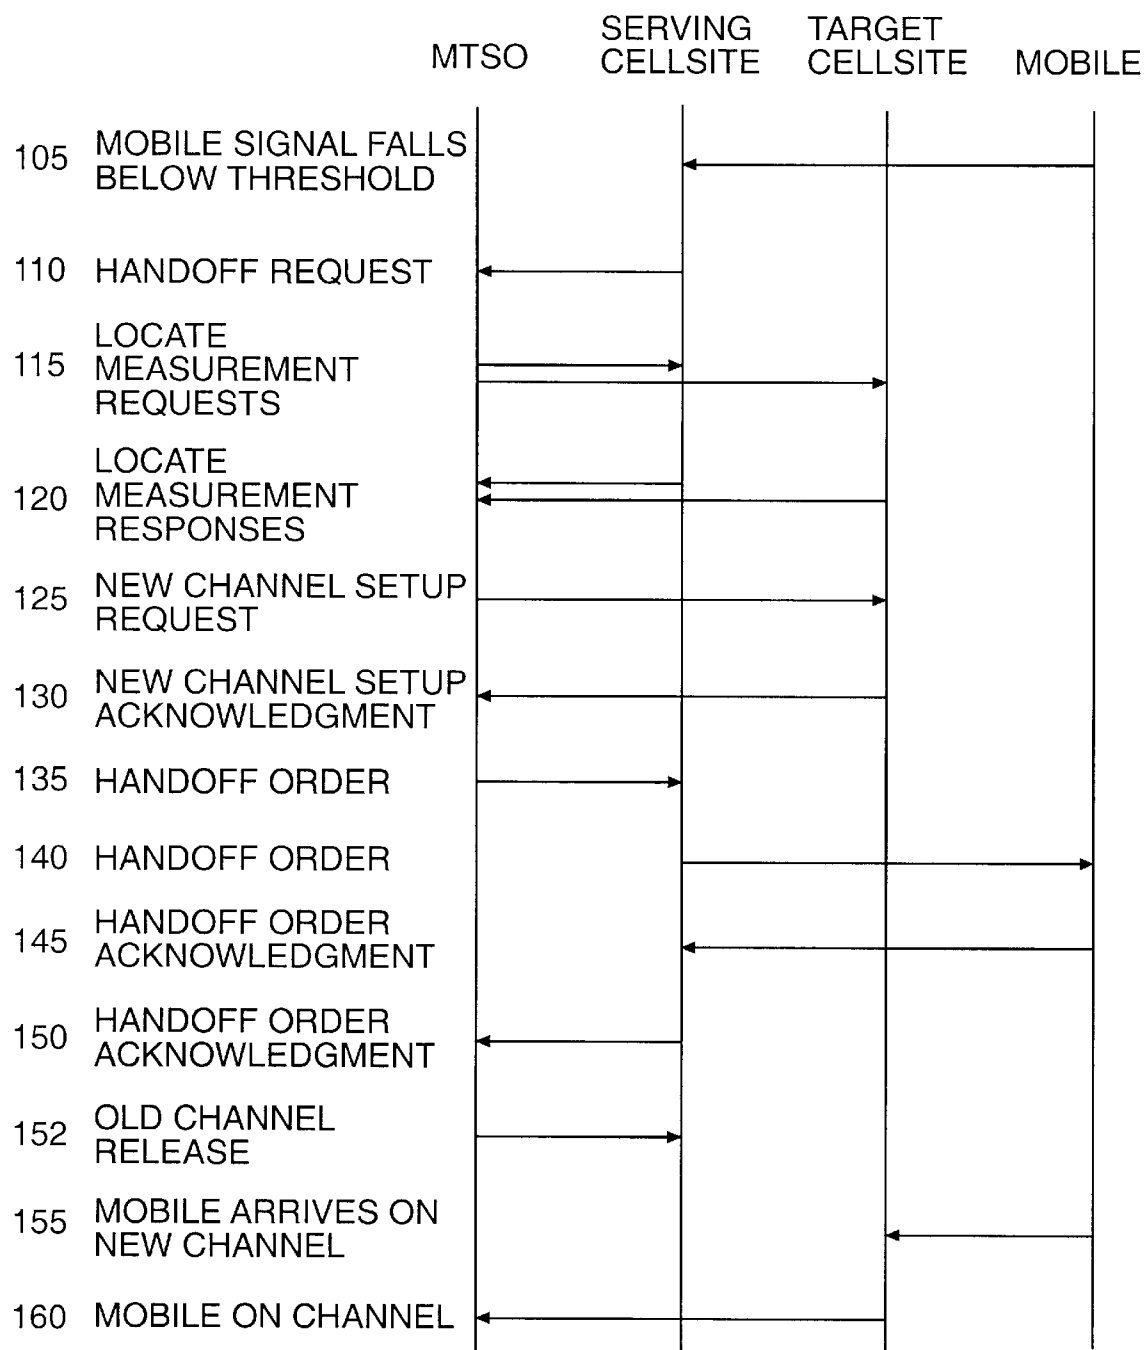 SERVING
TARGET
MTSO
CELLSITE
CELLSITE
MOBILE
105
MOBILE SIGNAL FALLS
BELOW THRESHOLD
110
HANDOFF REQUEST
115
LOCATE
MEASUREMENT
REQUESTS
120
LOCATE
MEASUREMENT
RESPONSES
125
NEW CHANNEL SETUP
REQUEST
130
NEW CHANNEL SETUP
ACKNOWLEDGMENT
135
HANDOFF ORDER
140
HANDOFF ORDER
145
HANDOFF ORDER
ACKNOWLEDGMENT
150
HANDOFF ORDER
ACKNOWLEDGMENT
152
OLD CHANNEL
RELEASE
155
MOBILE ARRIVES ON
NEW CHANNEL
160
MOBILE ON CHANNEL